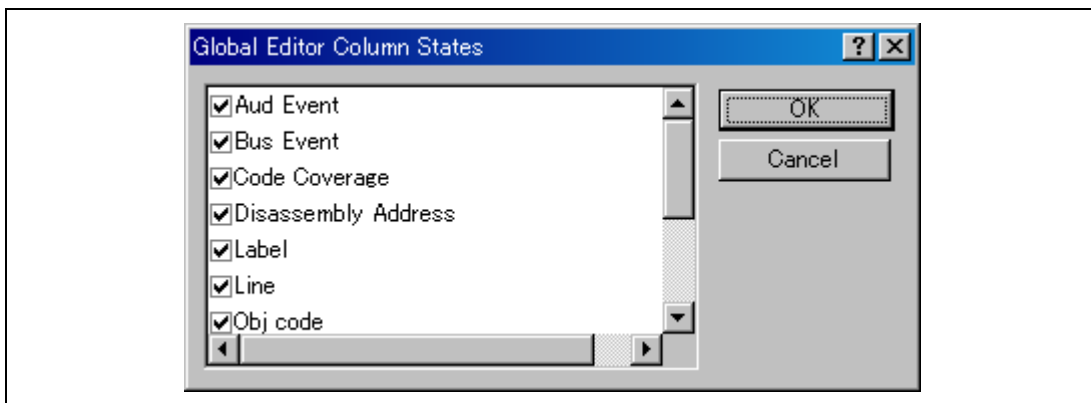 Global Editor Column States
Aud Event
Bus Event
Code Coverage
Disassembly Address
Label
Line
Obj code
OK
Cancel